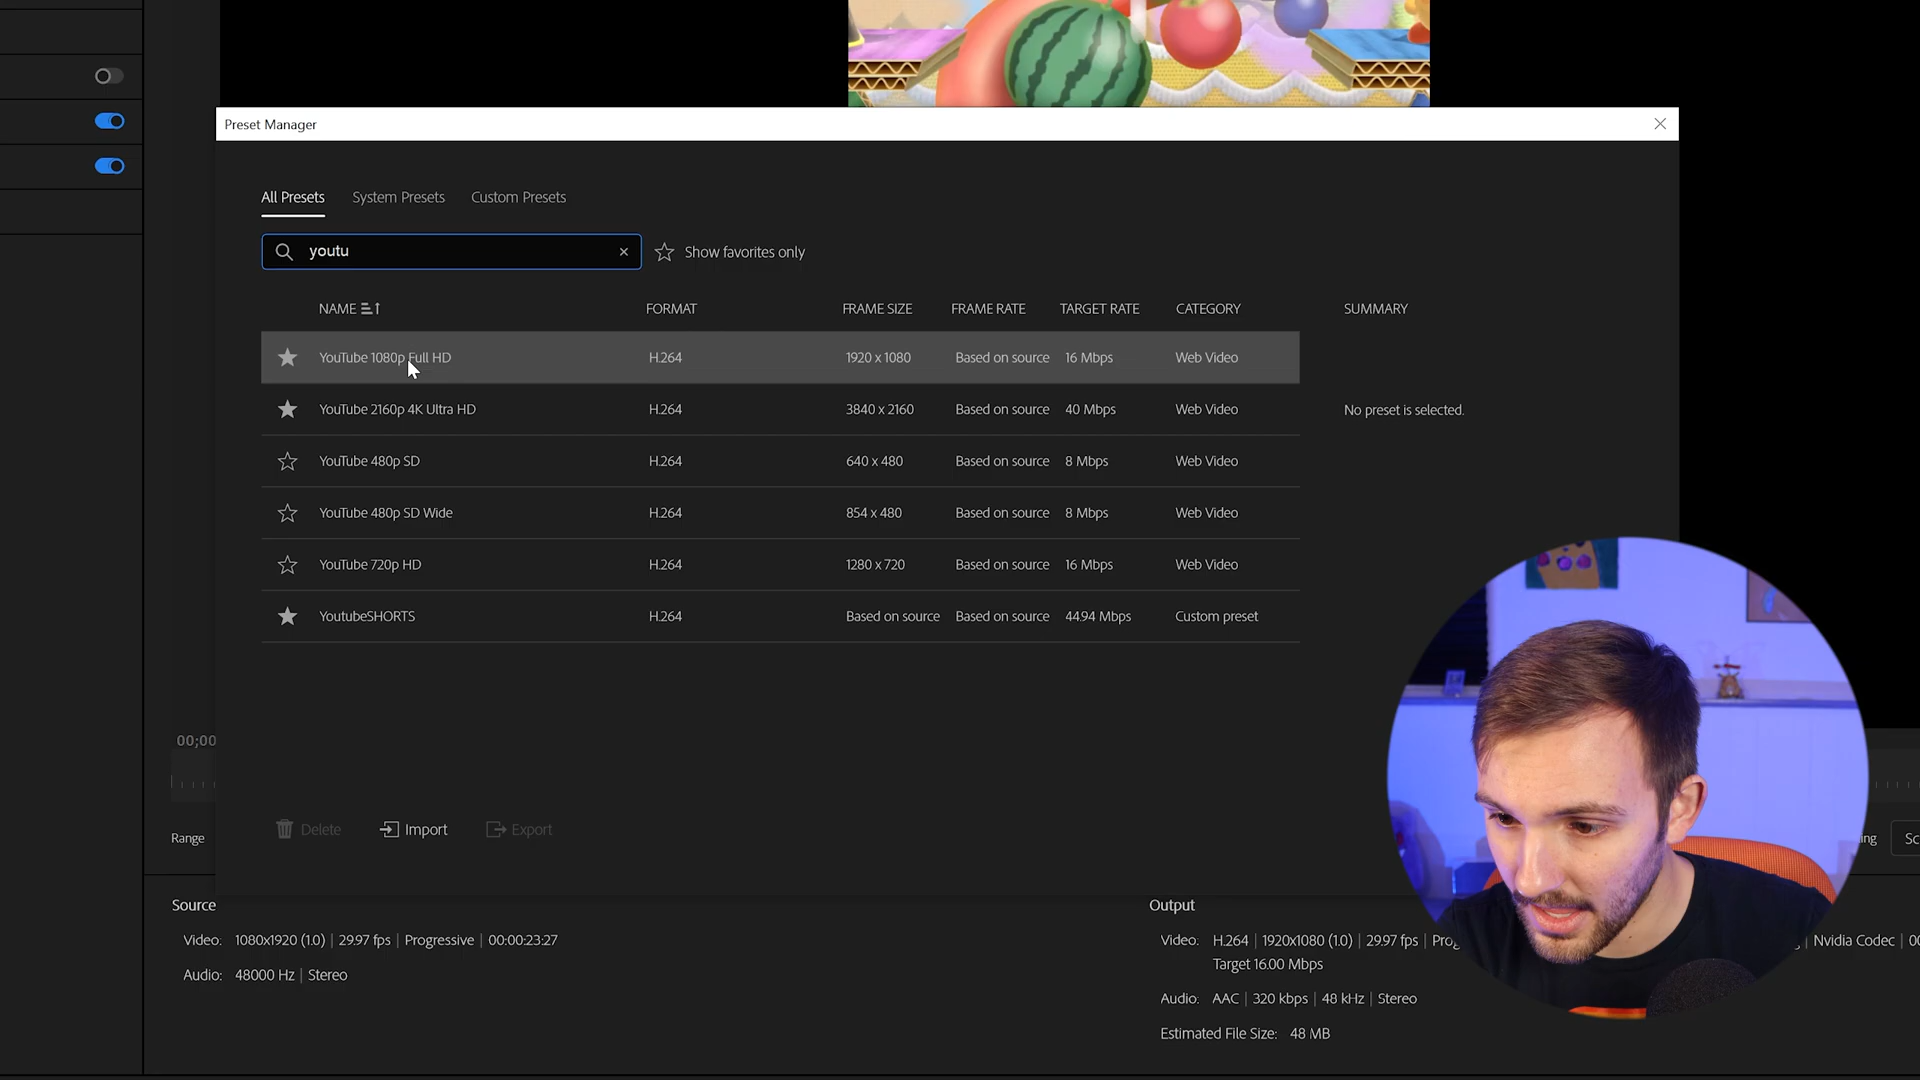 Preset Manager
All Presets System Presets Custom Presets
youtu
Show favorites only
NAME FORMAT FRAME SIZE FRAME RATE TARGET RATE CATEGORY SUMMARY
YouTube 1080p Full HD H.264 1920 x 1080 Based on source 16 Mbps Web Video
YouTube 2160p 4K Ultra HD H.264 3840 x 2160 Based on source 40 Mbps Web Video
No preset is selected.
YouTube 480p SD H.264 640 x 480 Based on source 8 Mbps Web Video
YouTube 480p SD Wide H.264 854 x 480 Based on source 8 Mbps Web Video
YouTube 720p HD H.264 1280 x 720 Based on source 16 Mbps Web Video
YoutubeSHORTS H.264 Based on source Based on source 44.94 Mbps Custom preset
00;00
Delete Import Export
Range
Source
Video: 1080x1920 (1.0) | 29.97 fps | Progressive | 00:00:23:27
Audio: 48000 Hz | Stereo
Output
Video: H.264 | 1920x1080 (1.0) | 29.97 fps | Nvidia Codec |
Target 16.00 Mbps
Audio: AAC | 320 kbps | 48 kHz | Stereo
Estimated File Size: 48 MB